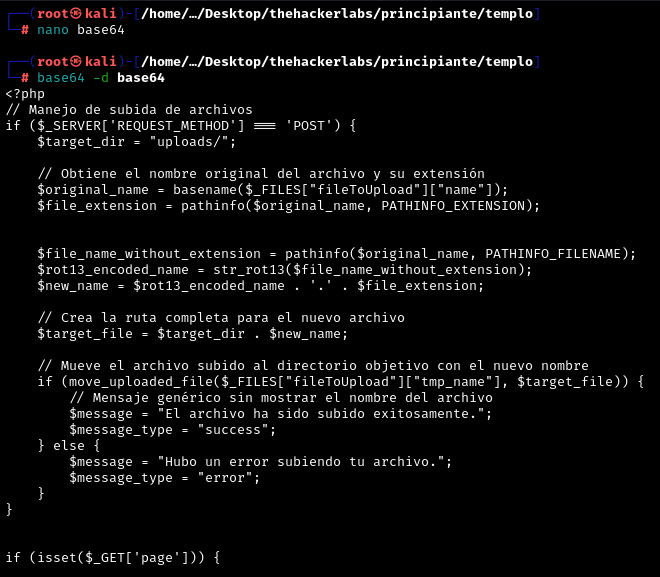 ┌──(root㉿kali)-[/home/…/Desktop/thehackerlabs/principiante/templo]
└─# nano base64
┌──(root㉿kali)-[/home/…/Desktop/thehackerlabs/principiante/templo]
└─# base64 -d base64
<?php
// Manejo de subida de archivos
if ($_SERVER['REQUEST_METHOD'] === 'POST') {
    $target_dir = "uploads/";
    // Obtiene el nombre original del archivo y su extensión
    $original_name = basename($_FILES["fileToUpload"]["name"]);
    $file_extension = pathinfo($original_name, PATHINFO_EXTENSION);
    $file_name_without_extension = pathinfo($original_name, PATHINFO_FILENAME);
    $rot13_encoded_name = str_rot13($file_name_without_extension);
    $new_name = $rot13_encoded_name . '.' . $file_extension;
    // Crea la ruta completa para el nuevo archivo
    $target_file = $target_dir . $new_name;
    // Mueve el archivo subido al directorio objetivo con el nuevo nombre
    if (move_uploaded_file($_FILES["fileToUpload"]["tmp_name"], $target_file)) {
        // Mensaje genérico sin mostrar el nombre del archivo
        $message = "El archivo ha sido subido exitosamente.";
        $message_type = "success";
    } else {
        $message = "Hubo un error subiendo tu archivo.";
        $message_type = "error";
    }
}
if (isset($_GET['page'])) {